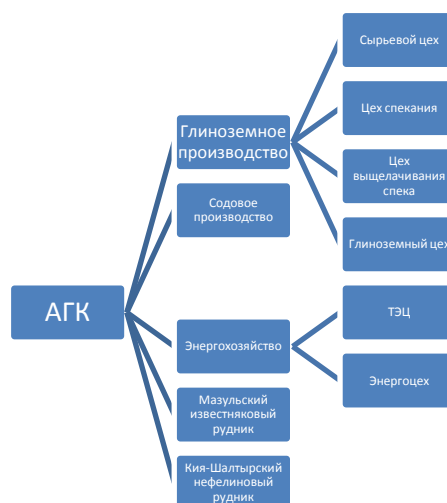 Сырьевой цех
Цех спекания
Глиноземное
производство
Цех
выщелачивания
спека
Содовое
производство
Глиноземный цех
АГК
ТЭЦ
Энергохозяйство
Энергоцех
Мазульский
известняковый
рудник
Кия-Шалтырский
нефелиновый
рудник